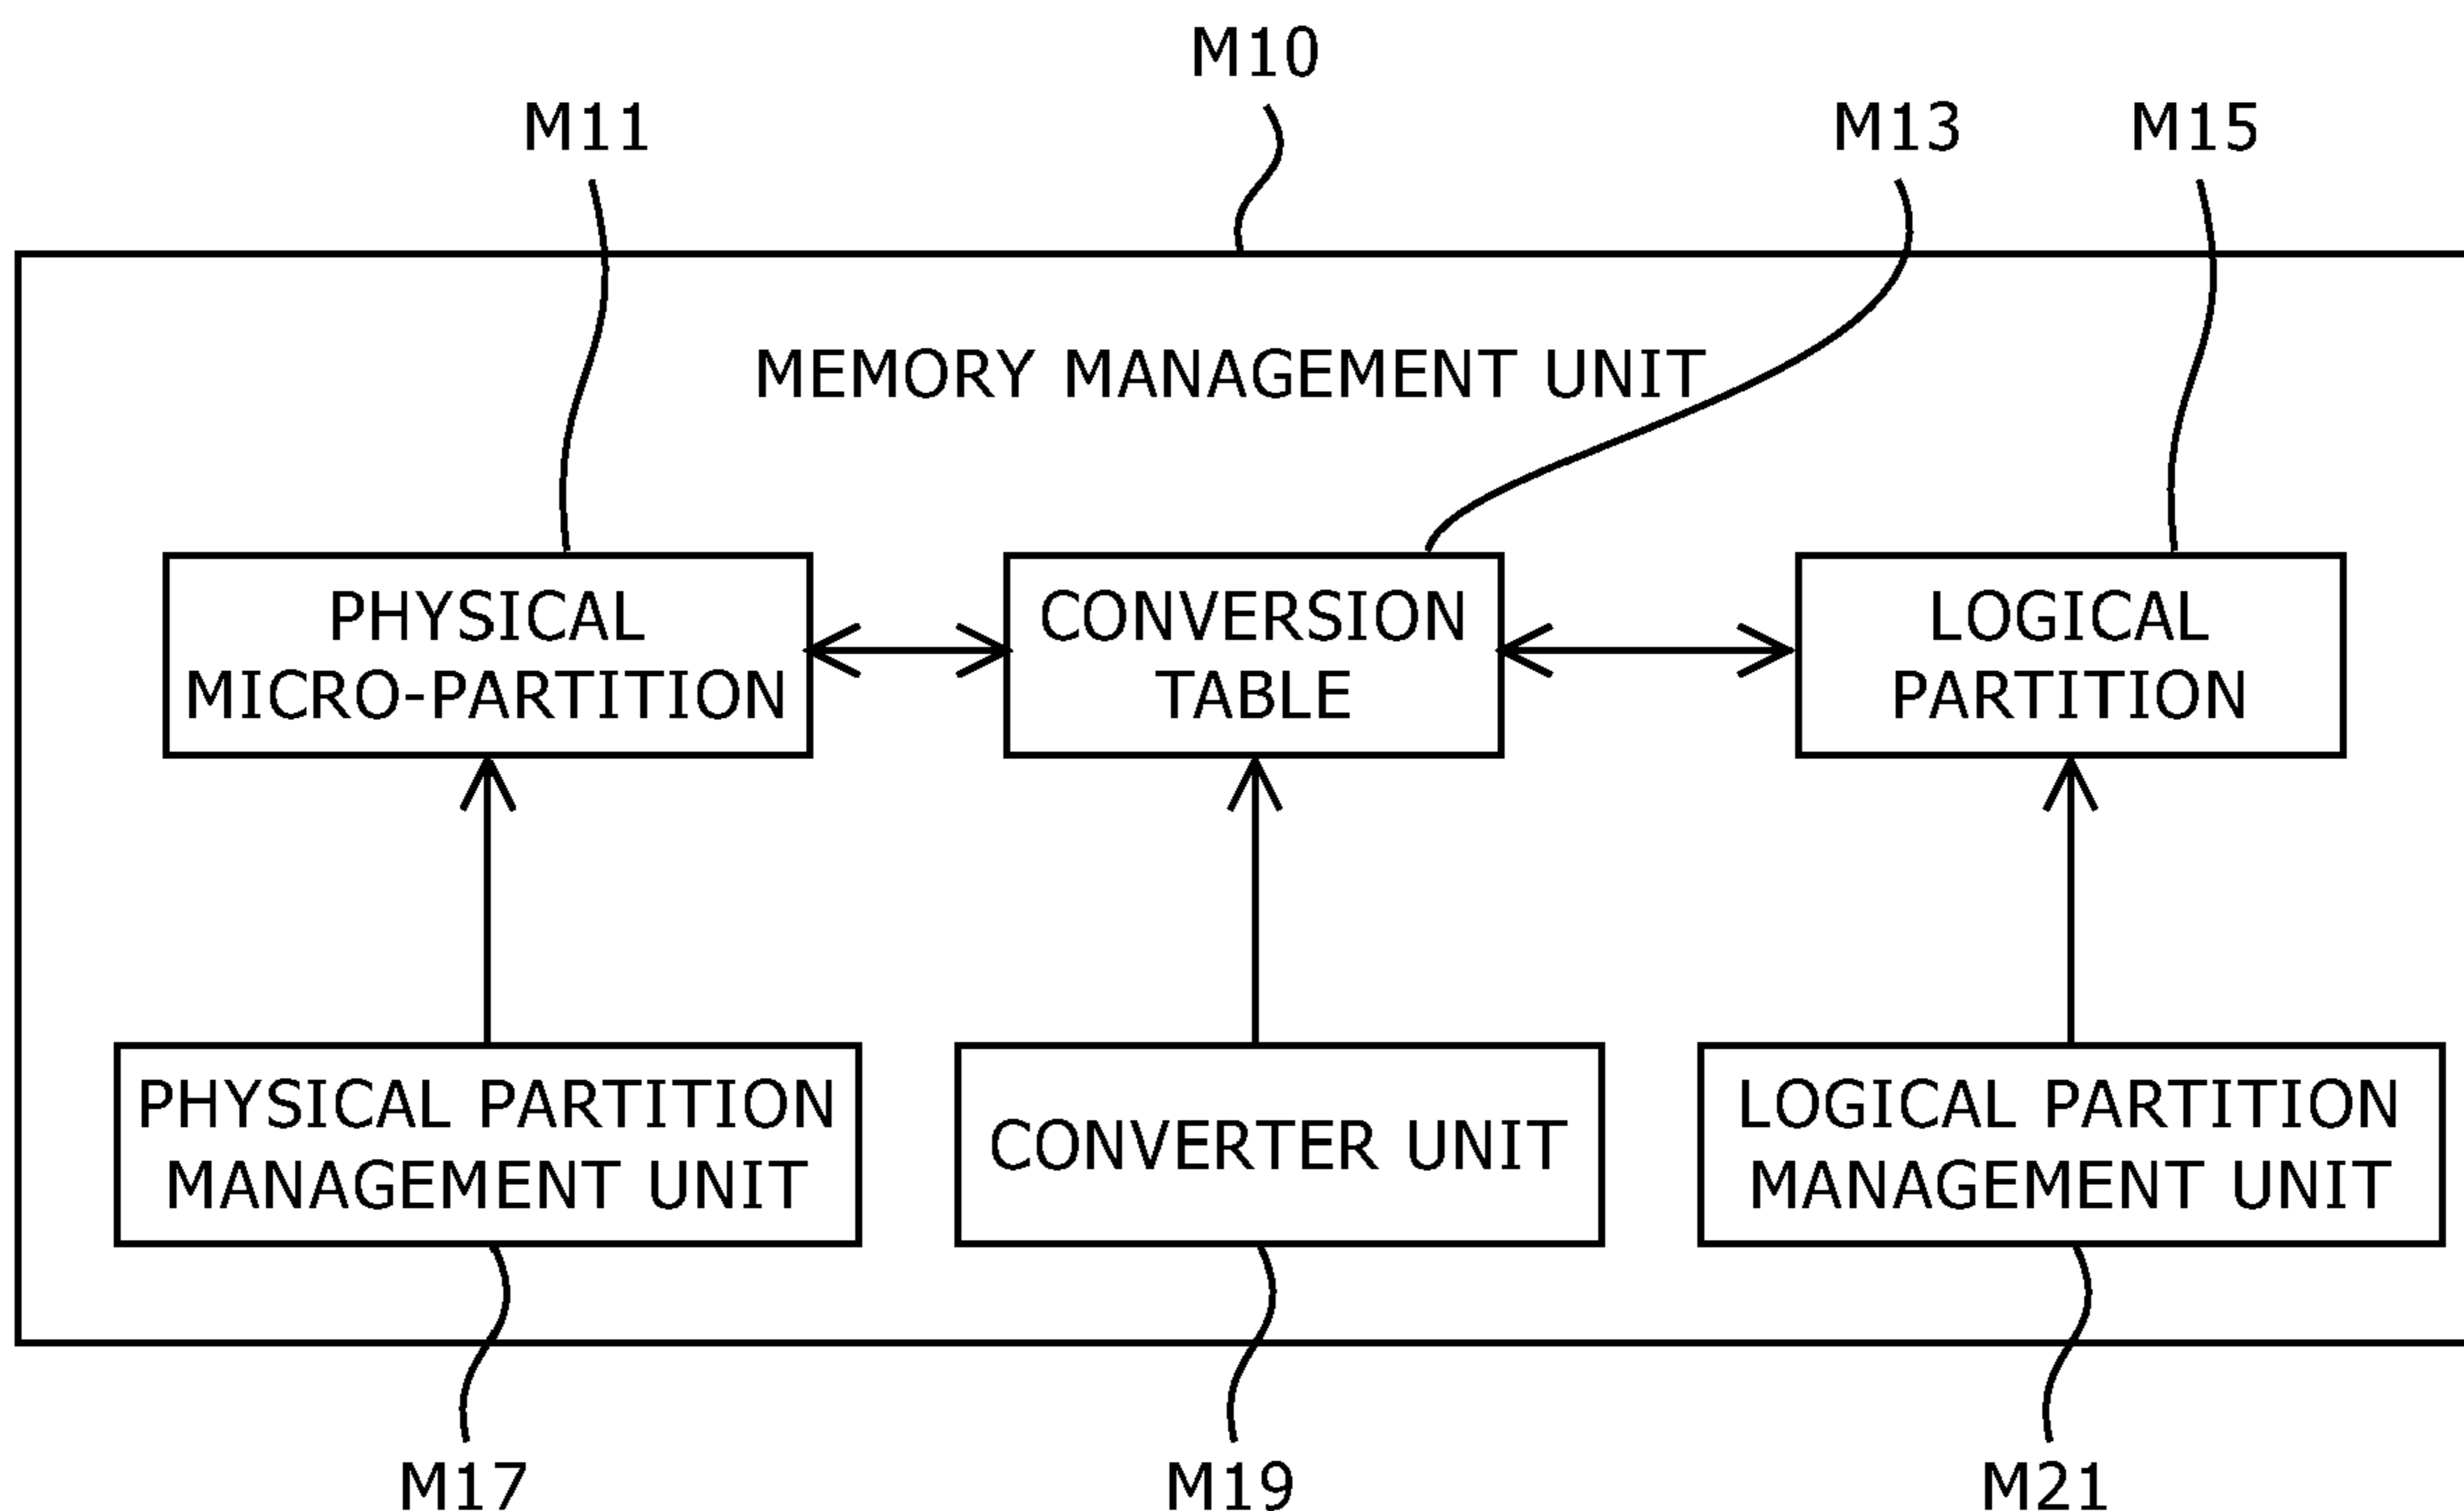 M10
M11
M13
M15
MEMORY MANAGEMENT UNIT
PHYSICAL
MICRO-PARTITION
CONVERSION
TABLE
LOGICAL
PARTITION
PHYSICAL PARTITION
MANAGEMENT UNIT
CONVERTER UNIT
LOGICAL PARTITION
MANAGEMENT UNIT
M17
M19
M21